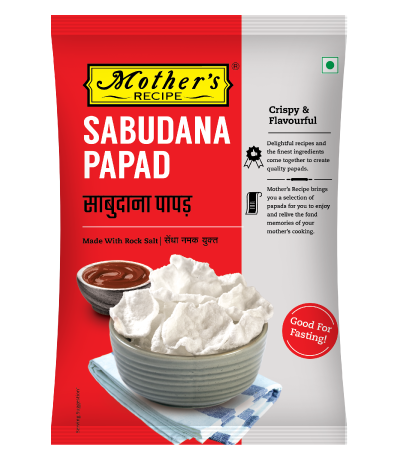 Mother's
RECIPE
®
SABUDANA
PAPAD
साबुदाना पापड़
Made With Rock Salt | सेंधा नमक युक्त
Crispy &
Flavourful
Delightful recipes and
the finest ingredients
come together to create
quality papads.
Mother's Recipe brings
you a selection of
papads for you to enjoy
and relive the fond
memories of your
mother's cooking.
Good For
Fasting!
Serving Suggestion